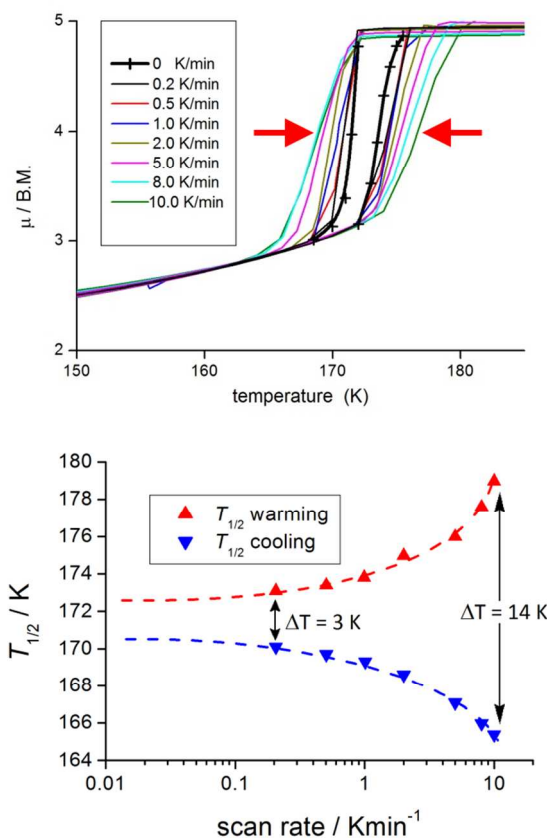 5
4
3
2
μ / B.M.
0 K/min
0.2 K/min
0.5 K/min
1.0 K/min
2.0 K/min
5.0 K/min
8.0 K/min
10.0 K/min
150 160 170 180
temperature (K)
180
178
176
174
172
170
168
166
164
T1/2 / K
T1/2 warming
T1/2 cooling
ΔT = 3 K
ΔT = 14 K
0.01 0.1 1 10
scan rate / Kmin-1